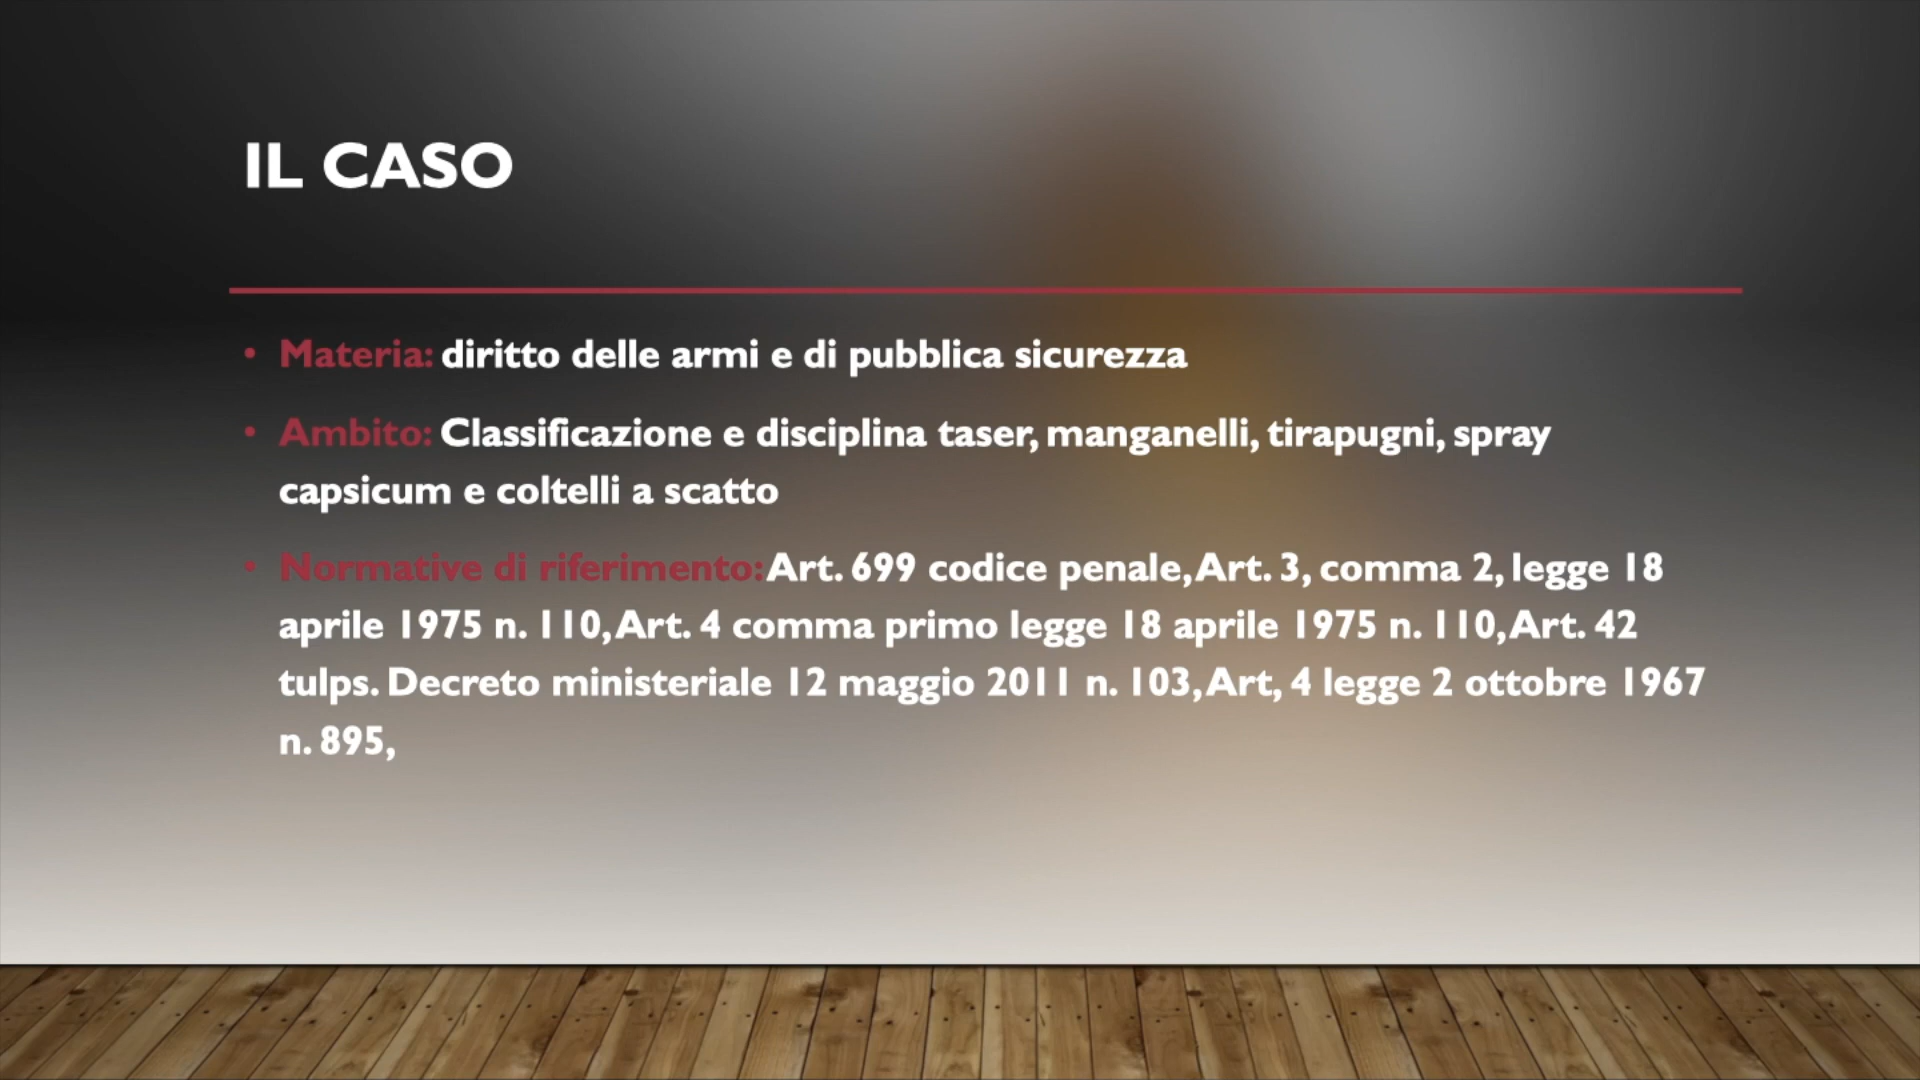 IL CASO
• Materia: diritto delle armi e di pubblica sicurezza
• Ambito: Classificazione e disciplina taser, manganelli, tirapugni, spray
capsicum e coltelli a scatto
• Normative di riferimento: Art. 699 codice penale, Art. 3, comma 2, legge 18
aprile 1975 n. 110, Art. 4 comma primo legge 18 aprile 1975 n. 110, Art. 42
tulps. Decreto ministeriale 12 maggio 2011 n. 103, Art, 4 legge 2 ottobre 1967
n. 895,